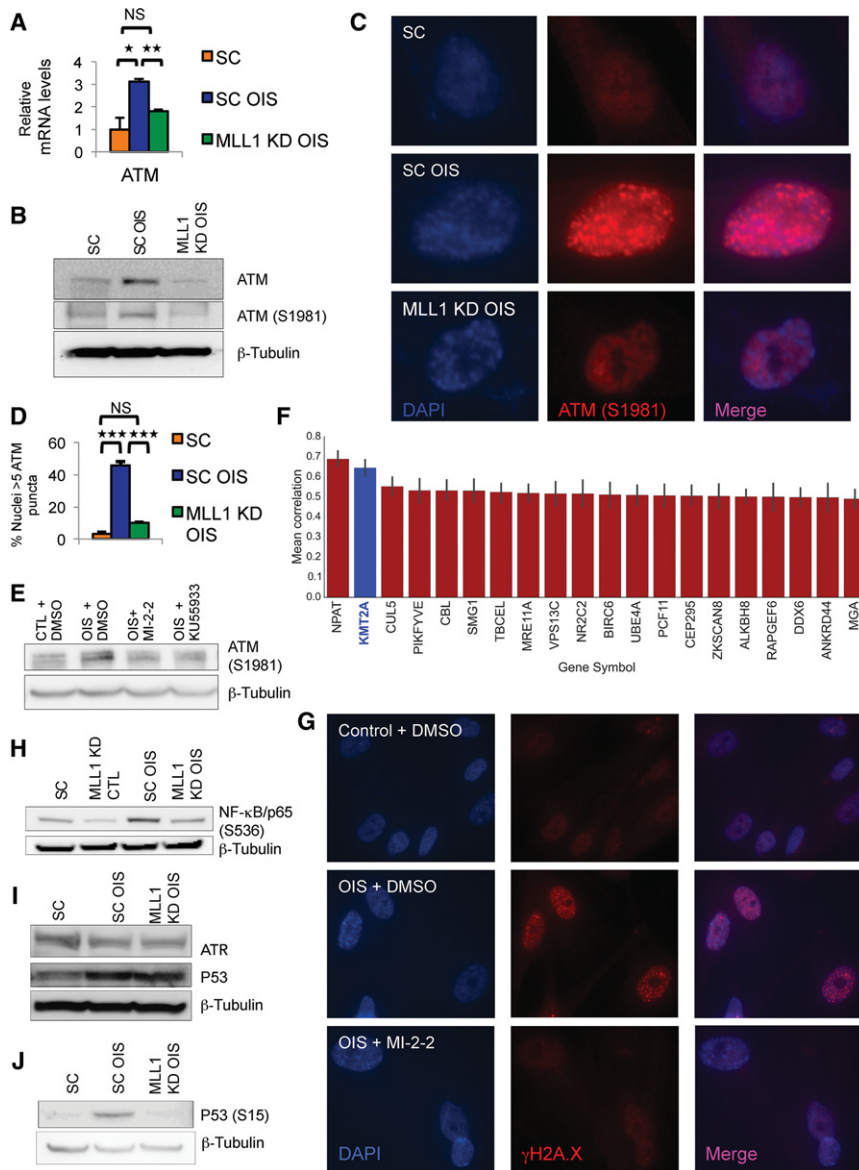 A
NS
★ ★★
4
3
2
1
0
Relative
mRNA levels
ATM
SC
SC OIS
MLL1 KD OIS
B
SC
SC OIS
MLL1
KD OIS
ATM
ATM (S1981)
β-Tubulin
C
SC
SC OIS
MLL1 KD OIS
DAPI
ATM (S1981)
Merge
D
NS
★★★ ★★★
60
40
20
0
% Nuclei >5 ATM
puncta
SC
SC OIS
MLL1 KD
OIS
E
CTL +
DMSO
OIS +
DMSO
OIS+
MI-2-2
OIS +
KU55933
ATM
(S1981)
β-Tubulin
F
0.8
0.7
0.6
0.5
0.4
0.3
0.2
0.1
0.0
Mean correlation
NPAT
KMT2A
CUL5
PIKFYVE
CBL
SMG1
TBCEL
MRE11A
VPS13C
NR2C2
BIRC6
UBE4A
PCF11
CEP295
ZKSCAN8
ALKBH8
RAPGEF6
DDX6
ANKRD44
MGA
Gene Symbol
G
Control + DMSO
OIS + DMSO
OIS + MI-2-2
DAPI
γH2A.X
Merge
H
SC
MLL1 KD
CTL
SC OIS
MLL1
KD OIS
NF-κB/p65
(S536)
β-Tubulin
I
SC
SC OIS
MLL1
KD OIS
ATR
P53
β-Tubulin
J
SC
SC OIS
MLL1
KD OIS
P53 (S15)
β-Tubulin